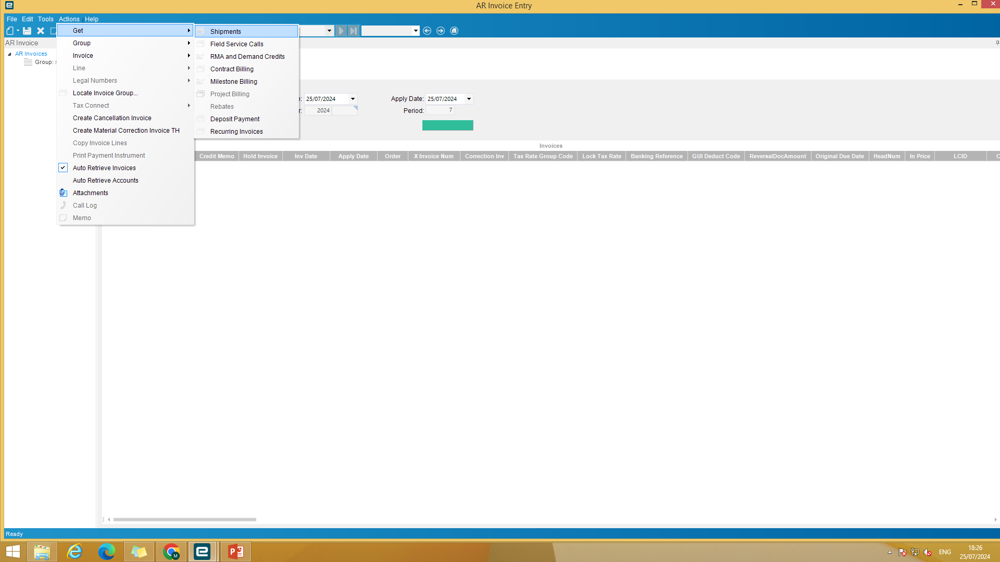 AR Invoice Entry
File Edit Tools Actions Help
AR Invoice
AR Invoices
Group:
Get
Group
Invoice
Line
Legal Numbers
Locate Invoice Group...
Tax Connect
Create Cancellation Invoice
Create Material Correction Invoice TH
Copy Invoice Lines
Print Payment Instrument
Auto Retrieve Invoices
Auto Retrieve Accounts
Attachments
Call Log
Memo
Shipments
Field Service Calls
RMA and Demand Credits
Contract Billing
Milestone Billing
Project Billing
Rebates
Deposit Payment
Recurring Invoices
25/07/2024 Apply Date: 25/07/2024
2024 Period: 7
Invoices
Credit Memo Hold Invoice Inv Date Apply Date Order X Invoice Num Correction Inv Tax Rate Group Code Lock Tax Rate Banking Reference GUI Deduct Code ReversalDocAmount Original Due Date HeadNum In Price LCID
Ready
M
ENG
18:26
25/07/2024